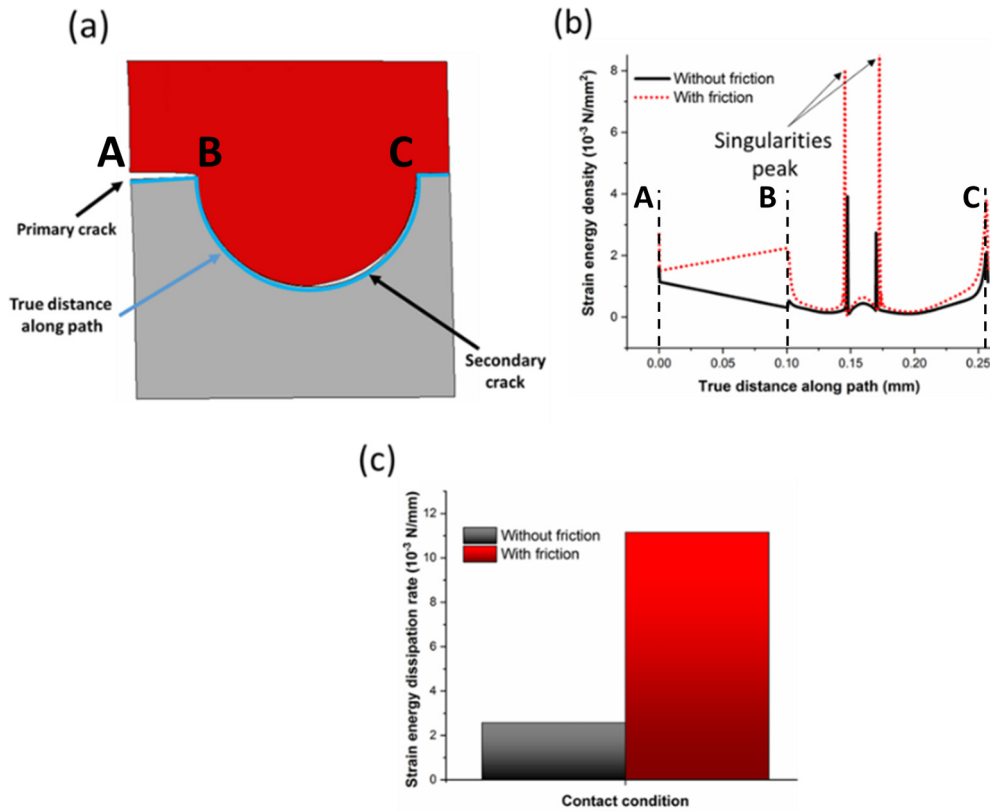 (a)
A
B
C
Primary crack
True distance
along path
Secondary
crack
(b)
Strain energy density (10⁻³ N/mm²)
8
6
4
2
0
Without friction
With friction
Singularities
peak
A
B
C
0.00
0.05
0.10
0.15
0.20
0.25
True distance along path (mm)
(c)
Strain energy dissipation rate (10⁻³ N/mm)
12
10
8
6
4
2
0
Without friction
With friction
Contact condition